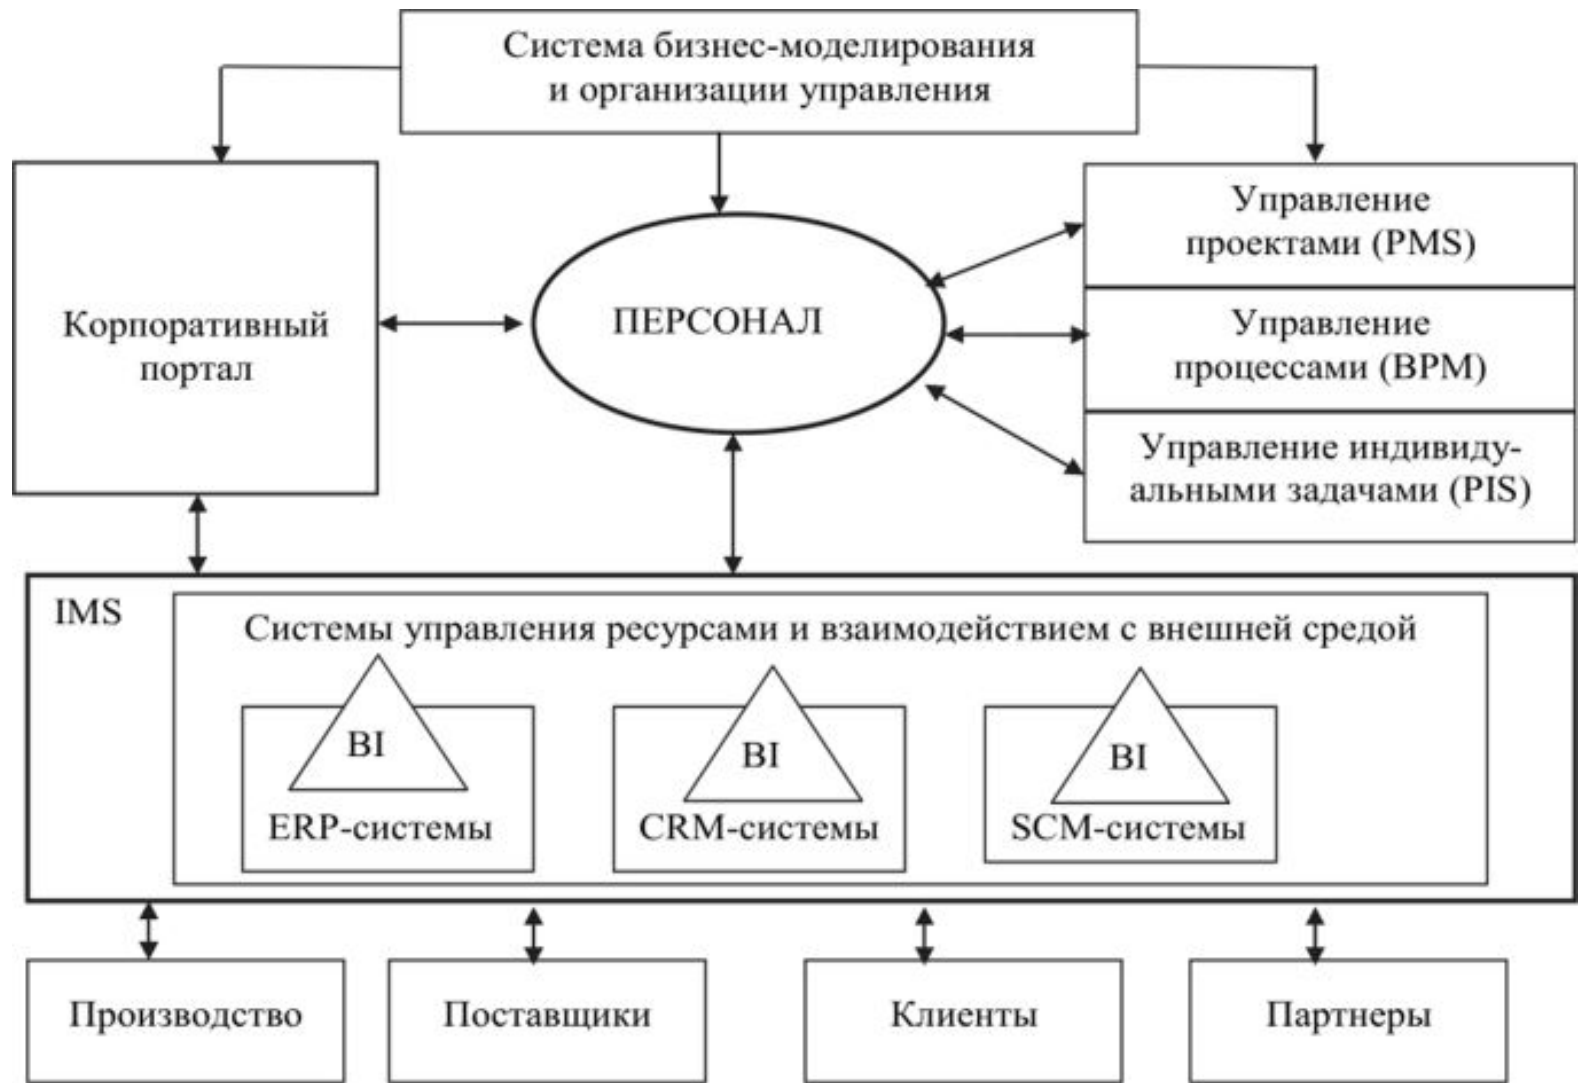 Система бизнес-моделирования
и организации управления
Корпоративный
портал
ПЕРСОНАЛ
Управление
проектами (PMS)
Управление
процессами (BPM)
Управление индивиду-
альными задачами (PIS)
IMS
Системы управления ресурсами и взаимодействием с внешней средой
BI
ERP-системы
BI
CRM-системы
BI
SCM-системы
Производство
Поставщики
Клиенты
Партнеры